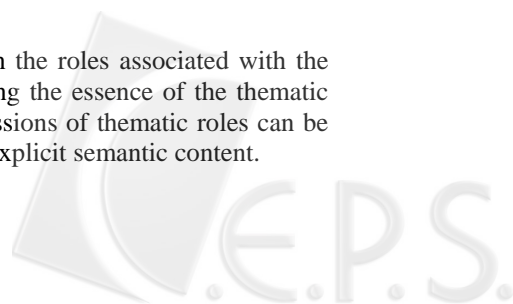 n the roles associated with the
ng the essence of the thematic
ssions of thematic roles can be
xplicit semantic content.
C.E.P.S.